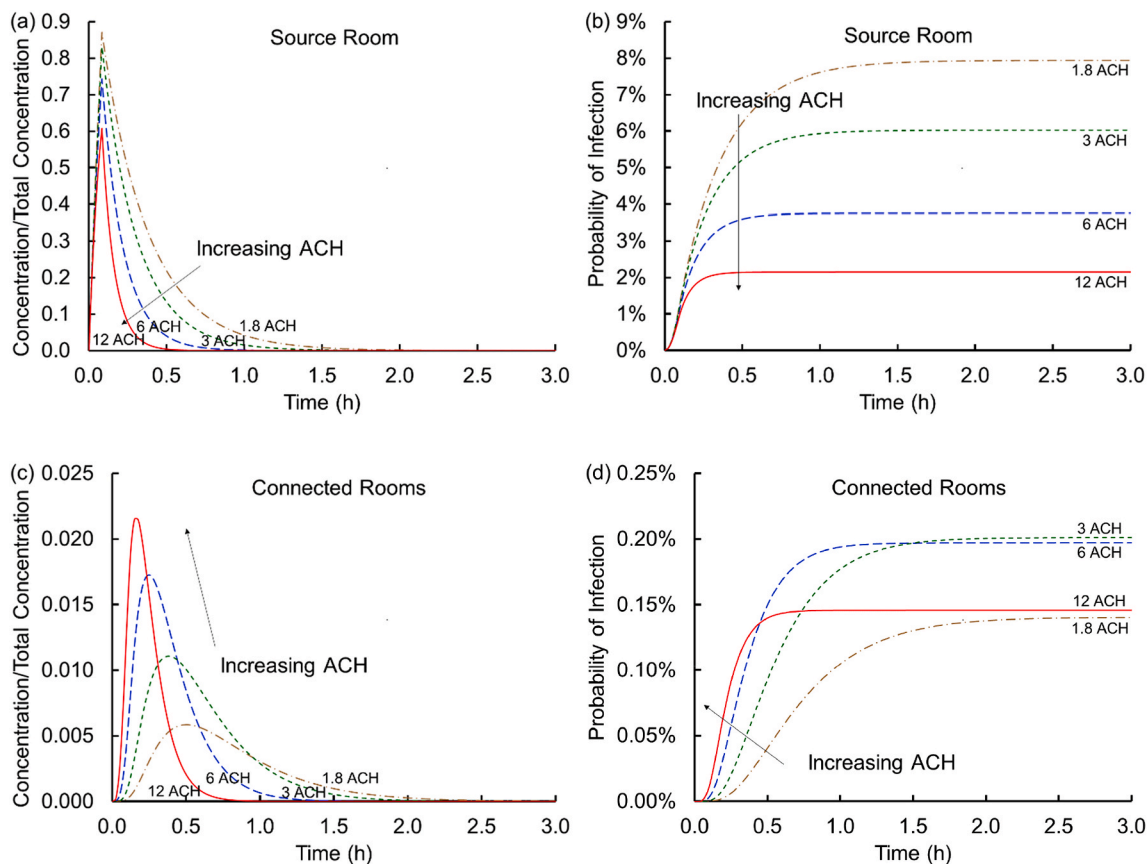 (a)
Source Room
Concentration/Total Concentration
0.9
0.8
0.7
0.6
0.5
0.4
0.3
0.2
0.1
0.0
Increasing ACH
12 ACH
6 ACH
3 ACH
1.8 ACH
0.0 0.5 1.0 1.5 2.0 2.5 3.0
Time (h)
(b)
Source Room
Probability of Infection
9%
8%
7%
6%
5%
4%
3%
2%
1%
0%
Increasing ACH
1.8 ACH
3 ACH
6 ACH
12 ACH
0.0 0.5 1.0 1.5 2.0 2.5 3.0
Time (h)
(c)
Connected Rooms
Concentration/Total Concentration
0.025
0.020
0.015
0.010
0.005
0.000
Increasing ACH
12 ACH
6 ACH
3 ACH
1.8 ACH
0.0 0.5 1.0 1.5 2.0 2.5 3.0
Time (h)
(d)
Connected Rooms
Probability of Infection
0.25%
0.20%
0.15%
0.10%
0.05%
0.00%
3 ACH
6 ACH
12 ACH
1.8 ACH
Increasing ACH
0.0 0.5 1.0 1.5 2.0 2.5 3.0
Time (h)